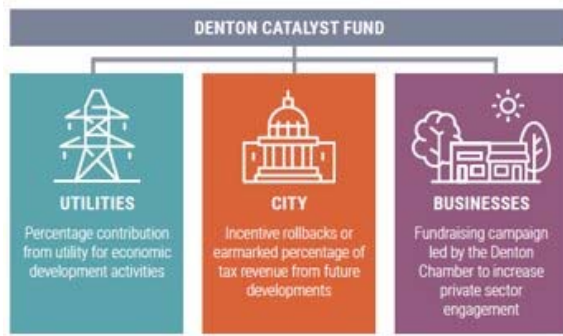 DENTON CATALYST FUND
UTILITIES
Percentage contribution
from utility for economic
development activities
CITY
Incentive rollbacks or
earmarked percentage of
tax revenue from future
developments
BUSINESSES
Fundraising campaign
led by the Denton
Chamber to increase
private sector
engagement